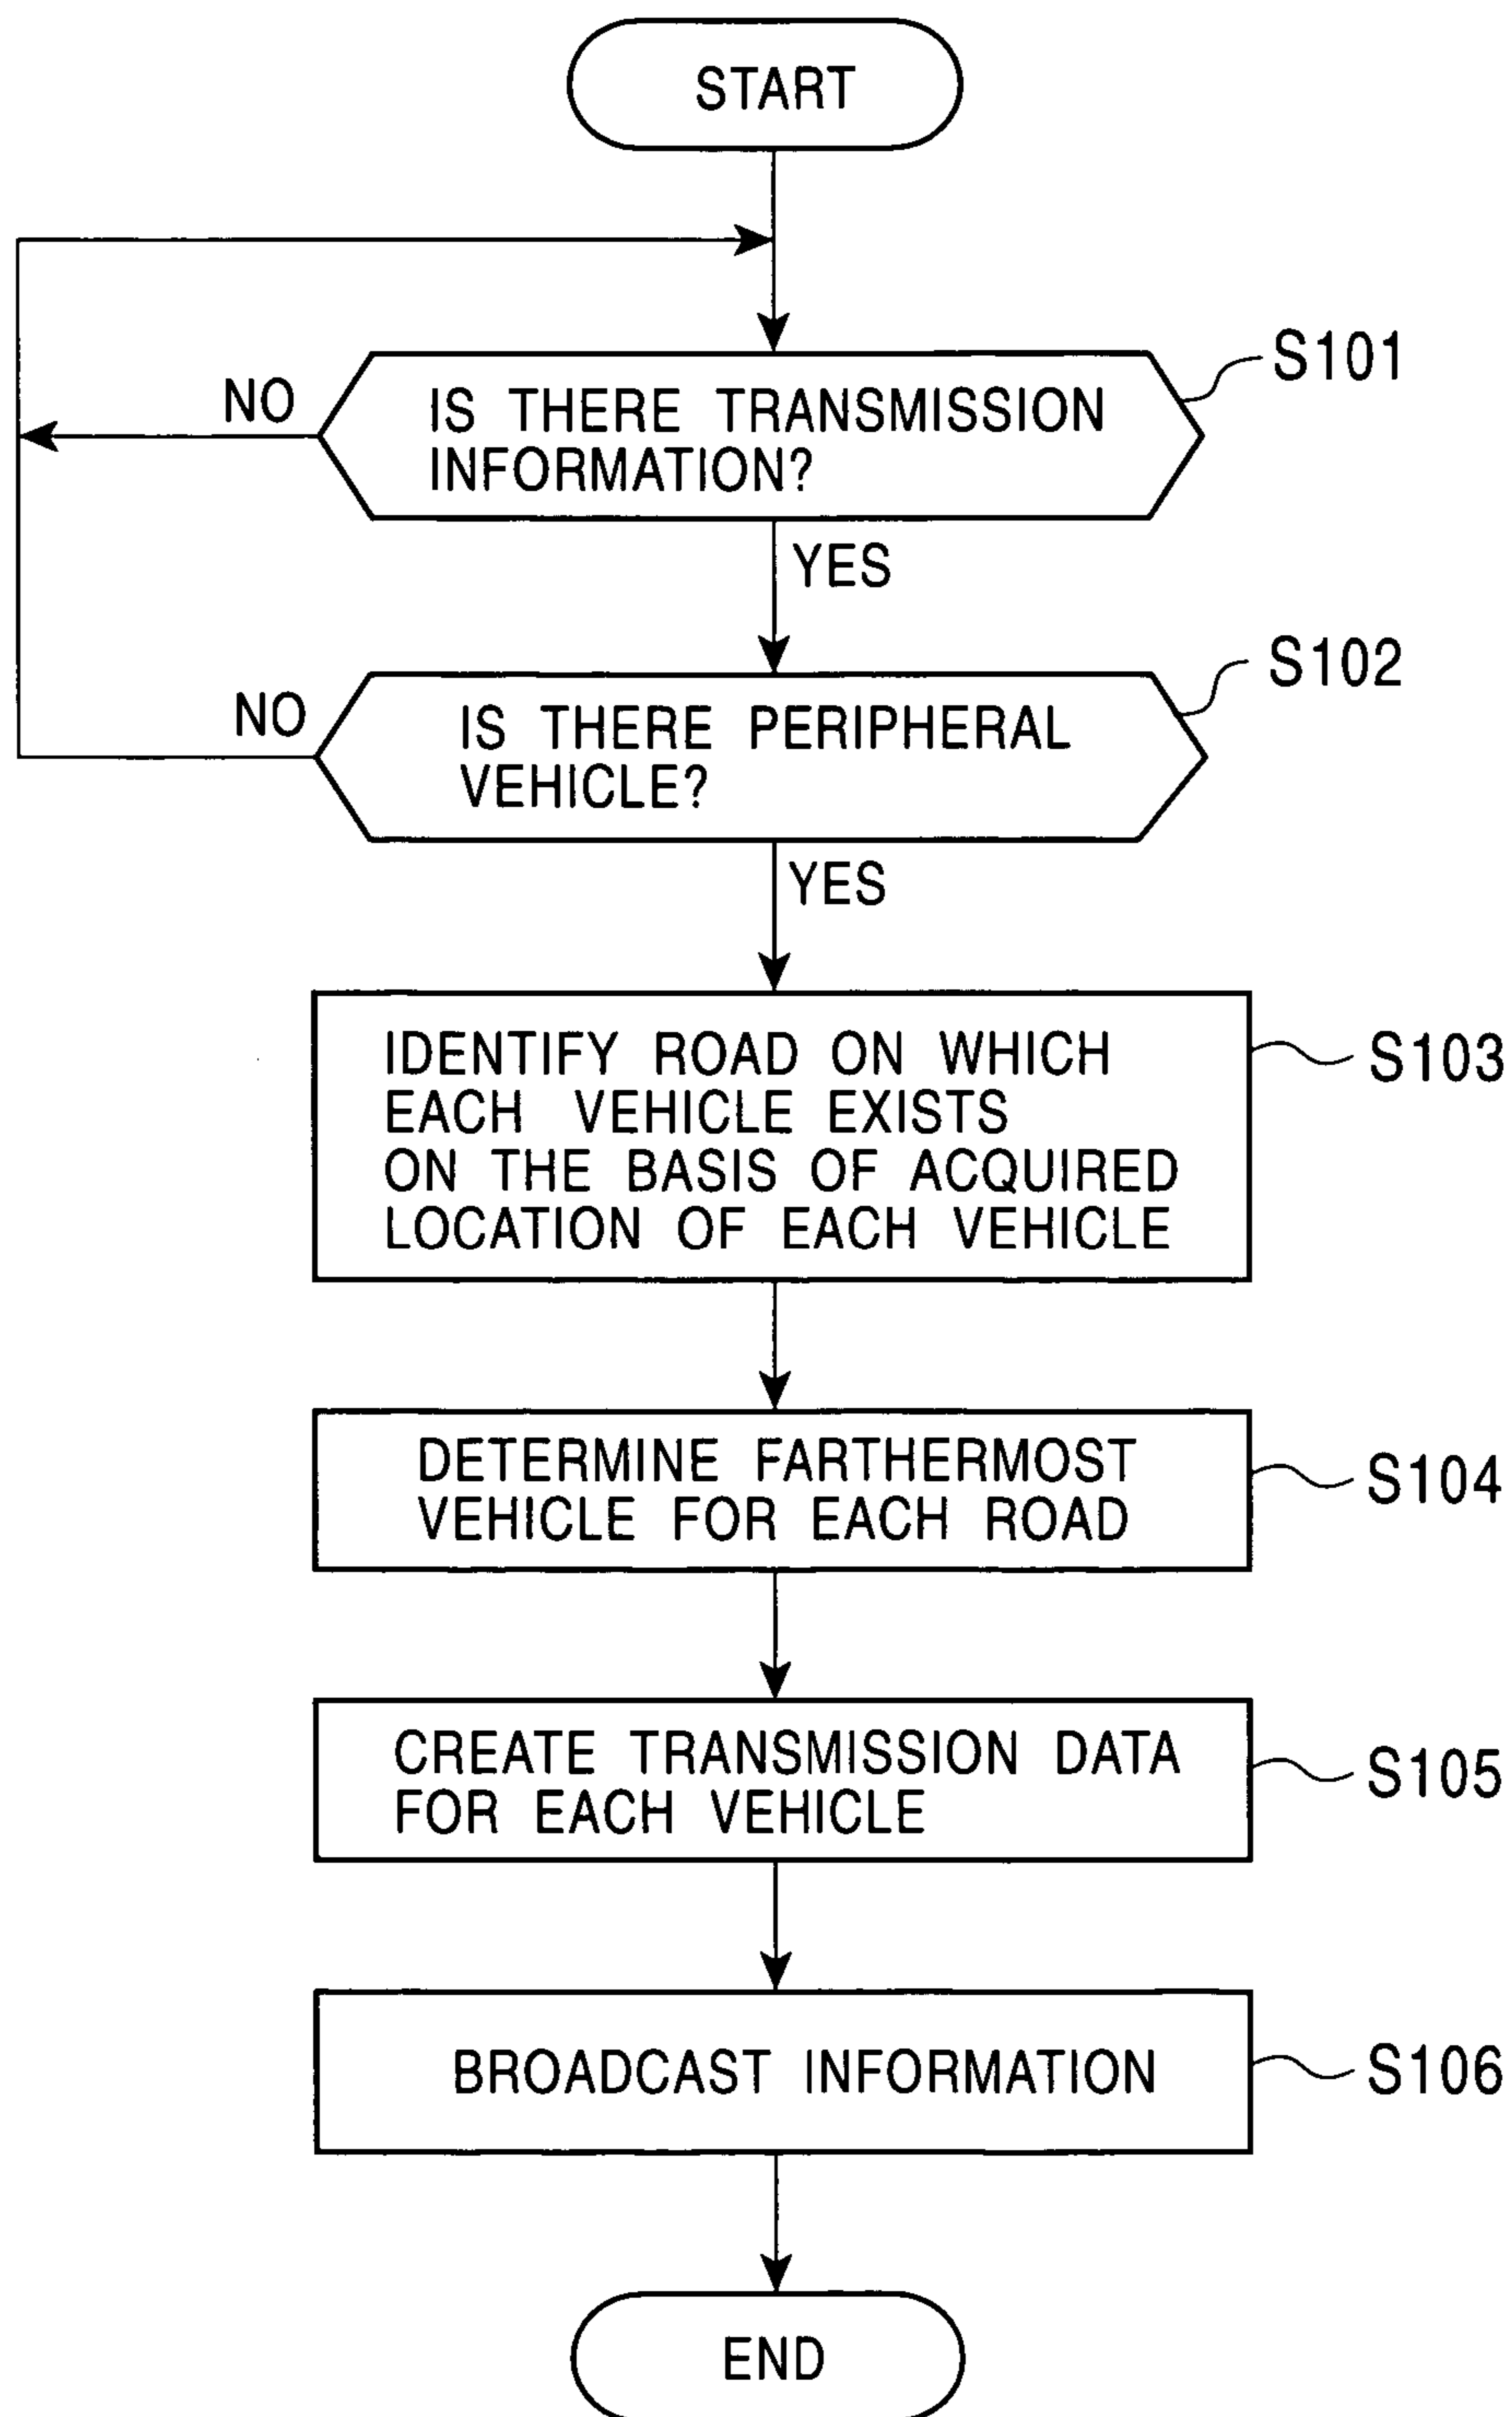 START
S101
NO
IS THERE TRANSMISSION
INFORMATION?
YES
S102
NO
IS THERE PERIPHERAL
VEHICLE?
YES
IDENTIFY ROAD ON WHICH
EACH VEHICLE EXISTS
ON THE BASIS OF ACQUIRED
LOCATION OF EACH VEHICLE
S103
DETERMINE FARTHERMOST
VEHICLE FOR EACH ROAD
S104
CREATE TRANSMISSION DATA
FOR EACH VEHICLE
S105
BROADCAST INFORMATION
S106
END